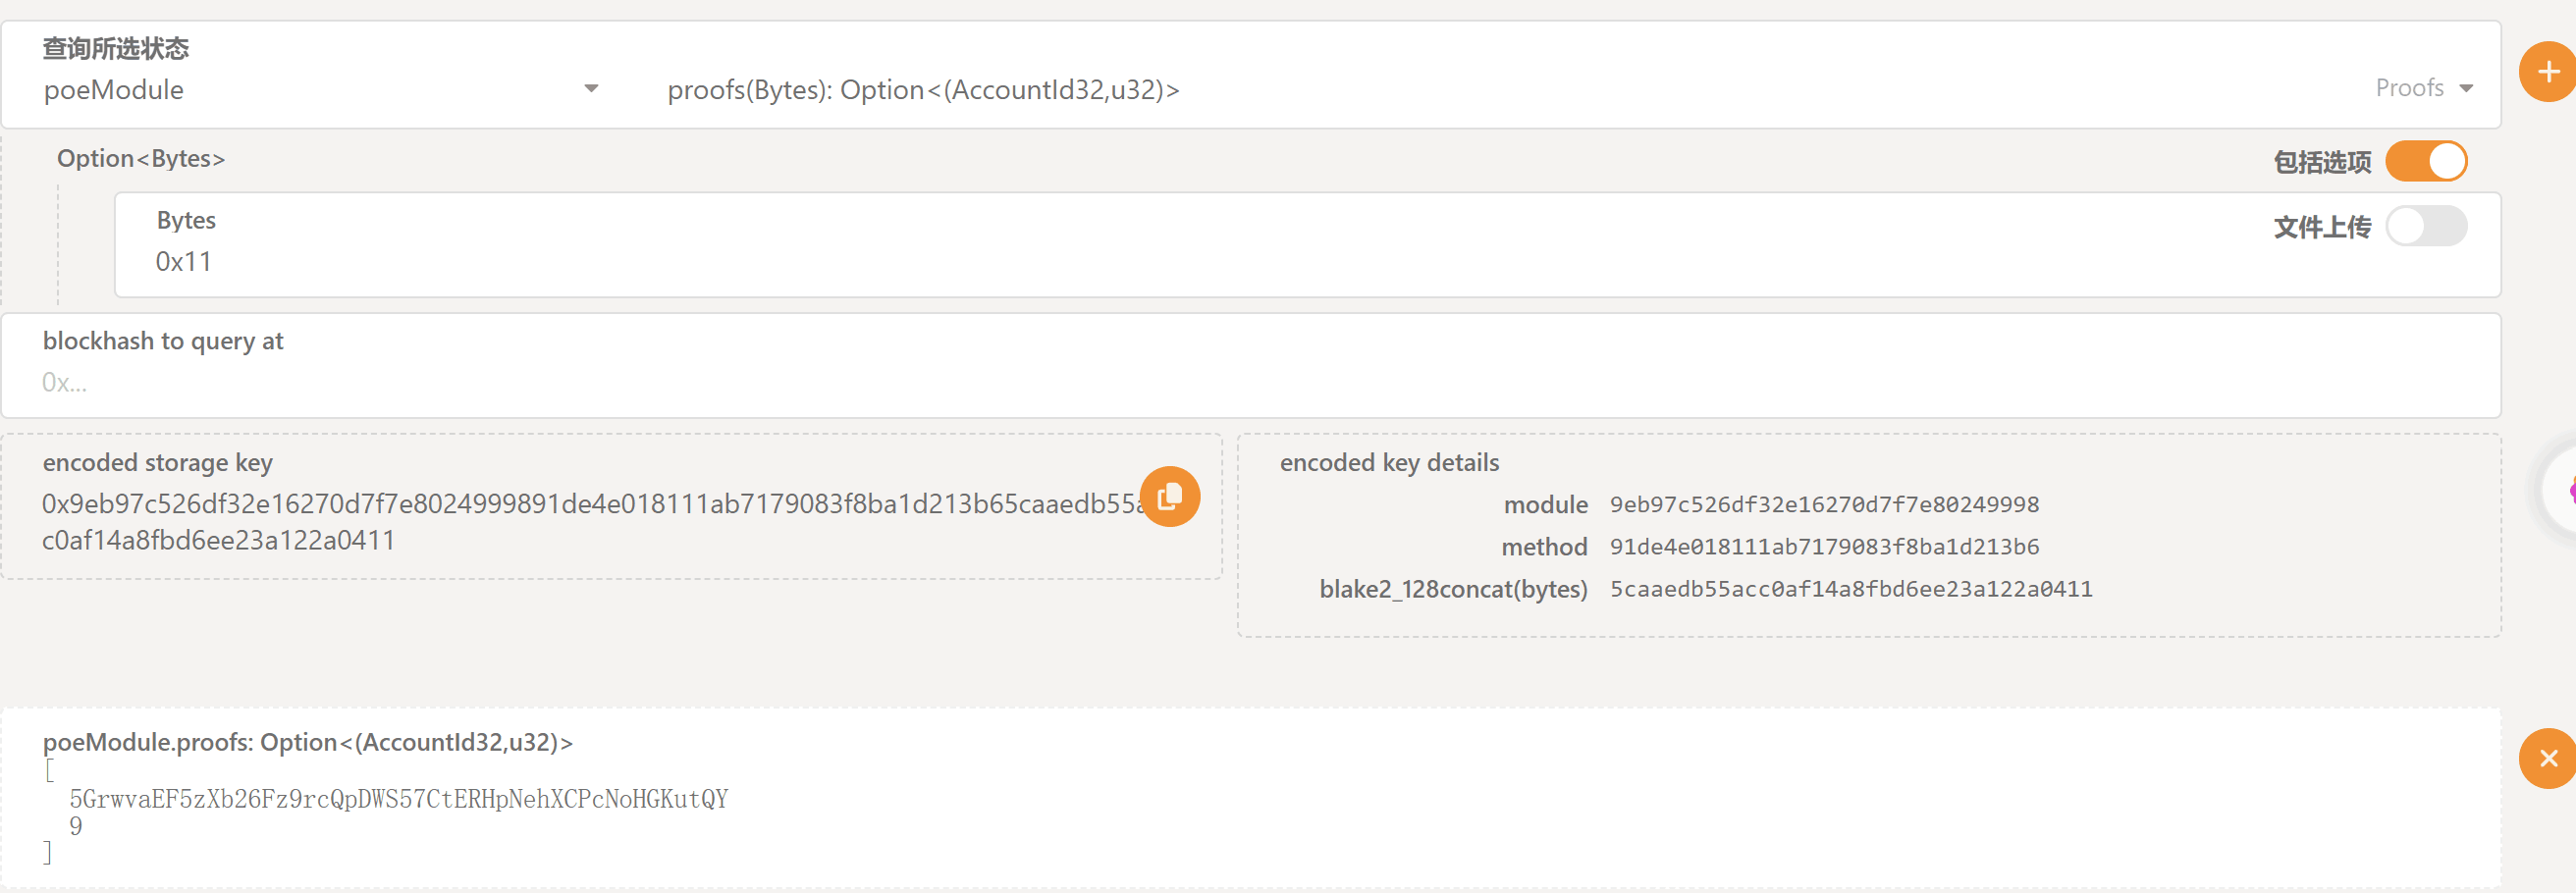 查询所选状态
poeModule
proofs(Bytes): Option<(AccountId32,u32)>
Proofs
Option<Bytes>
包括选项
Bytes
文件上传
0x11
blockhash to query at
0x...
encoded storage key
0x9eb97c526df32e16270d7f7e8024999891de4e018111ab7179083f8ba1d213b65caaedb55a
c0af14a8fbd6ee23a122a0411
encoded key details
module 9eb97c526df32e16270d7f7e80249998
method 91de4e018111ab7179083f8ba1d213b6
blake2_128concat(bytes) 5caaedb55acc0af14a8fbd6ee23a122a0411
poeModule.proofs: Option<(AccountId32,u32)>
[
5GrwvaEF5zXb26Fz9rcQpDWS57CtERHpNehXCPcNoHGKutQY
9
]